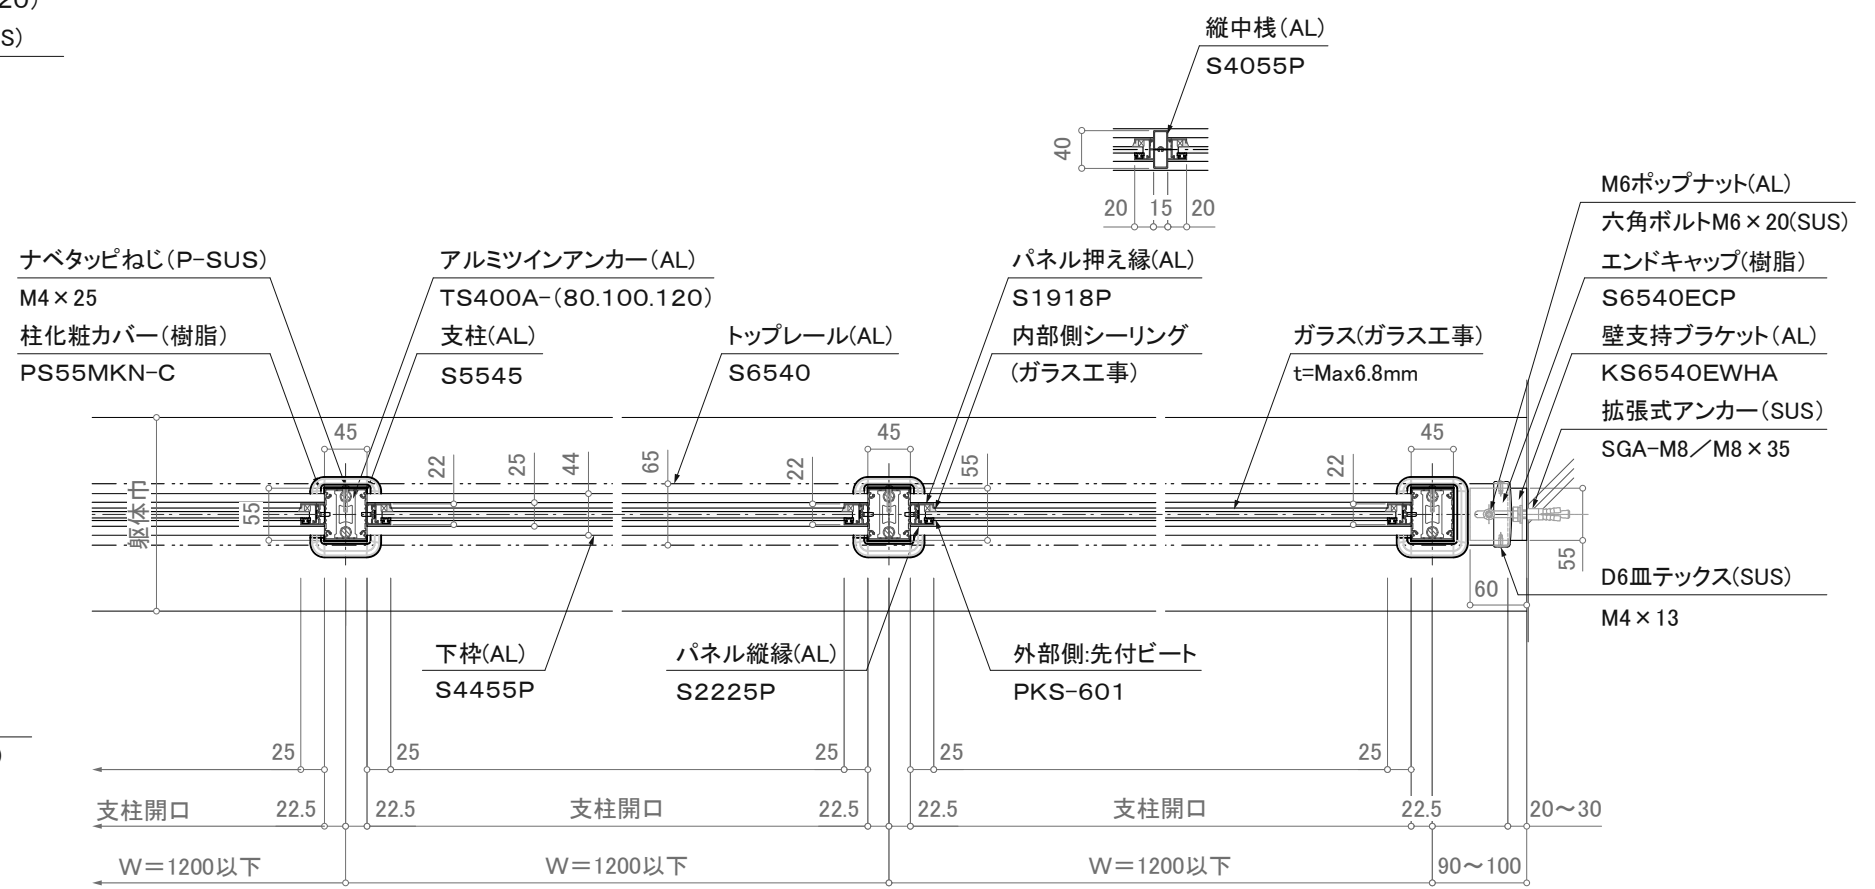 20)
S)
縦中桟(AL)
S4055P
40
20
15
20
M6ポップナット(AL)
六角ボルトM6×20(SUS)
エンドキャップ(樹脂)
S6540ECP
壁支持ブラケット(AL)
KS6540EWHA
拡張式アンカー(SUS)
SGA-M8／M8×35
ナベタッピねじ(P-SUS)
M4×25
柱化粧カバー(樹脂)
PS55MKN-C
アルミツインアンカー(AL)
TS400A-(80.100.120)
支柱(AL)
S5545
トップレール(AL)
S6540
パネル押え縁(AL)
S1918P
内部側シーリング
(ガラス工事)
ガラス(ガラス工事)
t=Max6.8mm
45
22
25
44
65
22
45
55
22
45
躯体巾
55
55
60
D6皿テックス(SUS)
M4×13
下枠(AL)
S4455P
パネル縦縁(AL)
S2225P
外部側:先付ビート
PKS-601
)
25
25
25
25
25
支柱開口
22.5
22.5
支柱開口
22.5
22.5
支柱開口
22.5
20～30
W＝1200以下
W＝1200以下
W＝1200以下
90～100